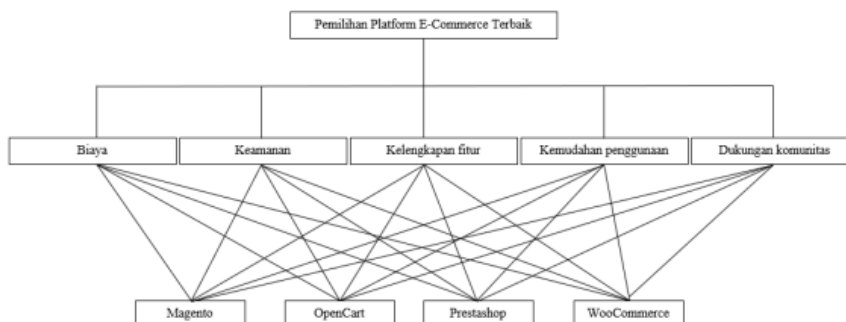 Pemilihan Platform E-Commerce Terbaik
Biaya
Keamanan
Kelengkapan fitur
Kemudahan penggunaan
Dukungan komunitas
Magento
OpenCart
Prestashop
WooCommerce